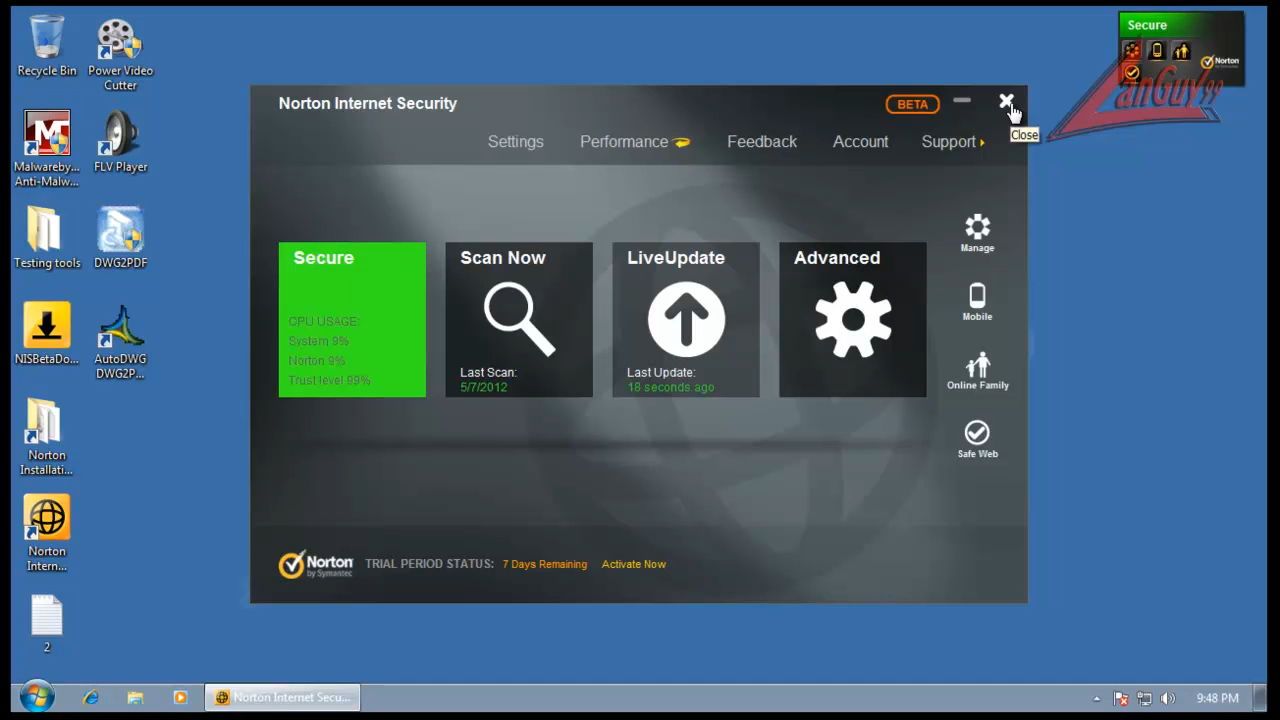 Recycle Bin
Power Video
Cutter
Malwareby...
Anti-Malw...
FLV Player
Testing tools
DWG2PDF
NISBetaDo...
AutoDWG
DWG2P...
Norton
Installati...
Norton
Intern...
2
Norton Internet Security
BETA
Close
Settings
Performance
Feedback
Account
Support
Secure
CPU USAGE:
System 9%
Norton 9%
Trust level 99%
Scan Now
Last Scan:
5/7/2012
LiveUpdate
Last Update:
18 seconds ago
Advanced
Manage
Mobile
Online Family
Safe Web
Norton
by Symantec
TRIAL PERIOD STATUS: 7 Days Remaining Activate Now
Secure
Norton
LanGuy99
Norton Internet Secu...
9:48 PM